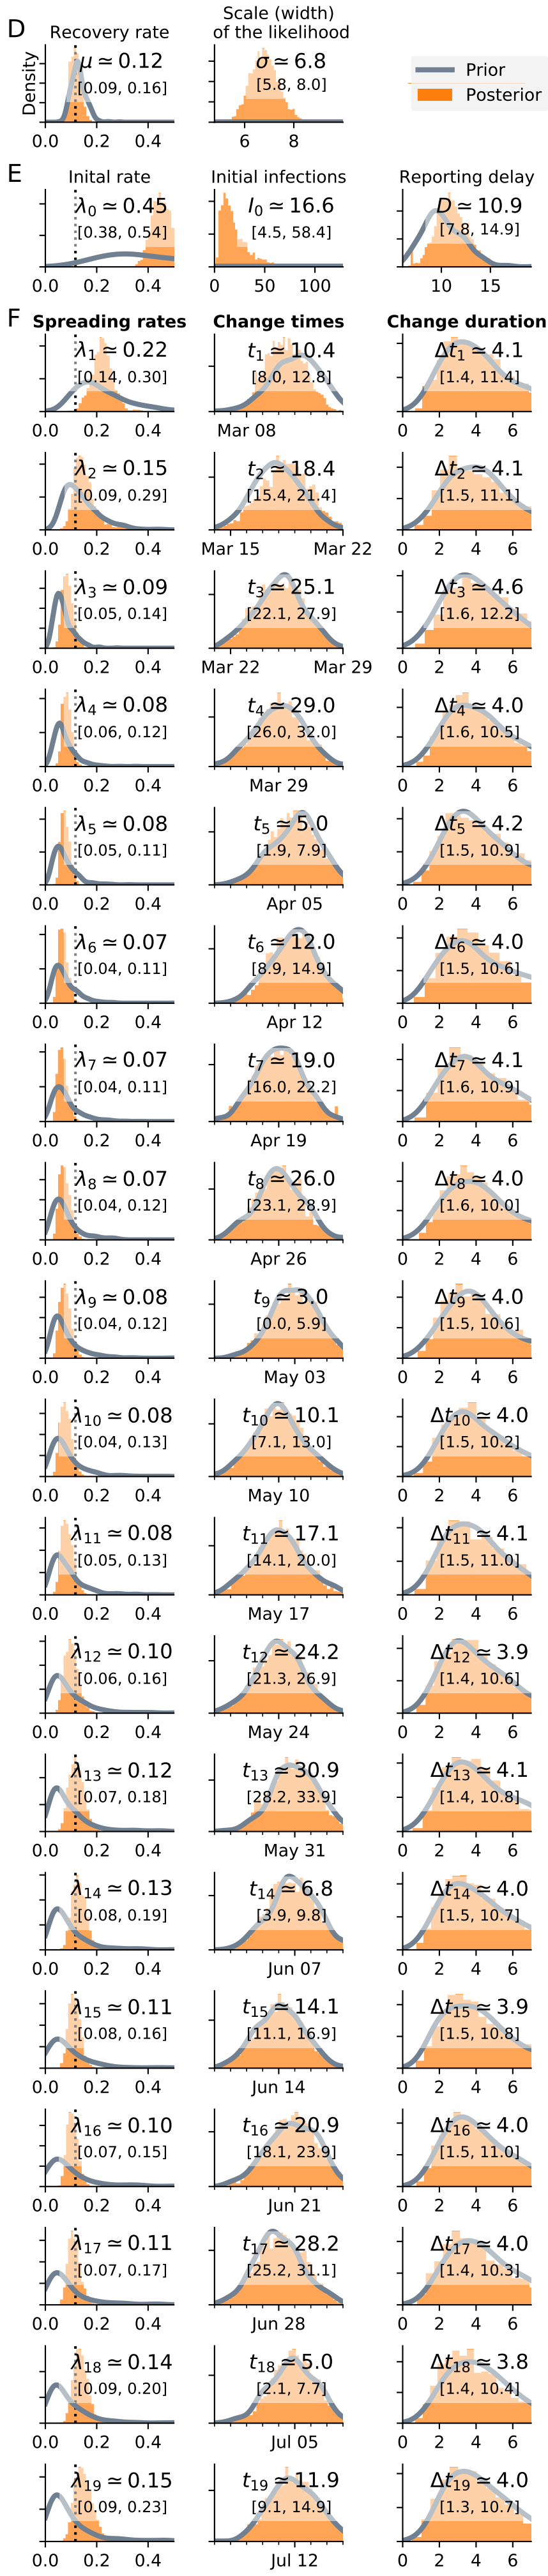 D
Recovery rate
Scale (width)
of the likelihood
Density
μ ≃ 0.12
[0.09, 0.16]
σ ≃ 6.8
[5.8, 8.0]
Prior
Posterior
0.0 0.2 0.4
6 8
E
Inital rate
Initial infections
Reporting delay
λ0 ≃ 0.45
[0.38, 0.54]
I0 ≃ 16.6
[4.5, 58.4]
D ≃ 10.9
[7.8, 14.9]
0.0 0.2 0.4
0 50 100
10 15
F
Spreading rates
Change times
Change duration
λ1 ≃ 0.22
[0.14, 0.30]
t1 ≃ 10.4
[8.0, 12.8]
Δt1 ≃ 4.1
[1.4, 11.4]
0.0 0.2 0.4
Mar 08
0 2 4 6
λ2 ≃ 0.15
[0.09, 0.29]
t2 ≃ 18.4
[15.4, 21.4]
Δt2 ≃ 4.1
[1.5, 11.1]
0.0 0.2 0.4
Mar 15 Mar 22
0 2 4 6
λ3 ≃ 0.09
[0.05, 0.14]
t3 ≃ 25.1
[22.1, 27.9]
Δt3 ≃ 4.6
[1.6, 12.2]
0.0 0.2 0.4
Mar 22 Mar 29
0 2 4 6
λ4 ≃ 0.08
[0.06, 0.12]
t4 ≃ 29.0
[26.0, 32.0]
Δt4 ≃ 4.0
[1.6, 10.5]
0.0 0.2 0.4
Mar 29
0 2 4 6
λ5 ≃ 0.08
[0.05, 0.11]
t5 ≃ 5.0
[1.9, 7.9]
Δt5 ≃ 4.2
[1.5, 10.9]
0.0 0.2 0.4
Apr 05
0 2 4 6
λ6 ≃ 0.07
[0.04, 0.11]
t6 ≃ 12.0
[8.9, 14.9]
Δt6 ≃ 4.0
[1.5, 10.6]
0.0 0.2 0.4
Apr 12
0 2 4 6
λ7 ≃ 0.07
[0.04, 0.11]
t7 ≃ 19.0
[16.0, 22.2]
Δt7 ≃ 4.1
[1.6, 10.9]
0.0 0.2 0.4
Apr 19
0 2 4 6
λ8 ≃ 0.07
[0.04, 0.12]
t8 ≃ 26.0
[23.1, 28.9]
Δt8 ≃ 4.0
[1.6, 10.0]
0.0 0.2 0.4
Apr 26
0 2 4 6
λ9 ≃ 0.08
[0.04, 0.12]
t9 ≃ 3.0
[0.0, 5.9]
Δt9 ≃ 4.0
[1.5, 10.6]
0.0 0.2 0.4
May 03
0 2 4 6
λ10 ≃ 0.08
[0.04, 0.13]
t10 ≃ 10.1
[7.1, 13.0]
Δt10 ≃ 4.0
[1.5, 10.2]
0.0 0.2 0.4
May 10
0 2 4 6
λ11 ≃ 0.08
[0.05, 0.13]
t11 ≃ 17.1
[14.1, 20.0]
Δt11 ≃ 4.1
[1.5, 11.0]
0.0 0.2 0.4
May 17
0 2 4 6
λ12 ≃ 0.10
[0.06, 0.16]
t12 ≃ 24.2
[21.3, 26.9]
Δt12 ≃ 3.9
[1.4, 10.6]
0.0 0.2 0.4
May 24
0 2 4 6
λ13 ≃ 0.12
[0.07, 0.18]
t13 ≃ 30.9
[28.2, 33.9]
Δt13 ≃ 4.1
[1.4, 10.8]
0.0 0.2 0.4
May 31
0 2 4 6
λ14 ≃ 0.13
[0.08, 0.19]
t14 ≃ 6.8
[3.9, 9.8]
Δt14 ≃ 4.0
[1.5, 10.7]
0.0 0.2 0.4
Jun 07
0 2 4 6
λ15 ≃ 0.11
[0.08, 0.16]
t15 ≃ 14.1
[11.1, 16.9]
Δt15 ≃ 3.9
[1.5, 10.8]
0.0 0.2 0.4
Jun 14
0 2 4 6
λ16 ≃ 0.10
[0.07, 0.15]
t16 ≃ 20.9
[18.1, 23.9]
Δt16 ≃ 4.0
[1.5, 11.0]
0.0 0.2 0.4
Jun 21
0 2 4 6
λ17 ≃ 0.11
[0.07, 0.17]
t17 ≃ 28.2
[25.2, 31.1]
Δt17 ≃ 4.0
[1.4, 10.3]
0.0 0.2 0.4
Jun 28
0 2 4 6
λ18 ≃ 0.14
[0.09, 0.20]
t18 ≃ 5.0
[2.1, 7.7]
Δt18 ≃ 3.8
[1.4, 10.4]
0.0 0.2 0.4
Jul 05
0 2 4 6
λ19 ≃ 0.15
[0.09, 0.23]
t19 ≃ 11.9
[9.1, 14.9]
Δt19 ≃ 4.0
[1.3, 10.7]
0.0 0.2 0.4
Jul 12
0 2 4 6